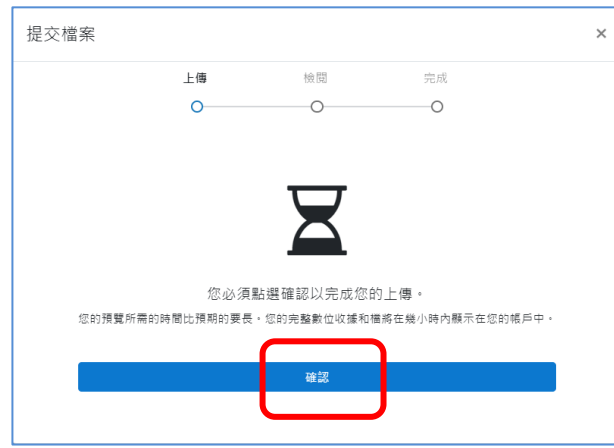 提交檔案 ×
上傳 檢閱 完成
您必須點選確認以完成您的上傳。
您的預覽所需的時間比預期的要長。您的完整數位收據和檔將在幾小時內顯示在您的帳戶中。
確認